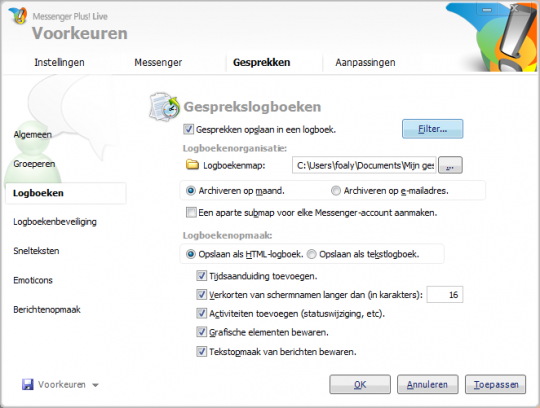 Messenger Plus! Live
Voorkeuren
Instellingen
Messenger
Gesprekken
Aanpassingen
Algemeen
Groeperen
Logboeken
Logboekenbeveiliging
Snelteksten
Emoticons
Berichtenopmaak
Gesprekslogboeken
Gesprekken opslaan in een logboek.
Filter...
Logboekenorganisatie:
Logboekenmap:
C:\Users\foaly\Documents\Mijn ges
...
Archiveren op maand.
Archiveren op e-mailadres.
Een aparte submap voor elke Messenger-account aanmaken.
Logboekenopmaak:
Opslaan als HTML-logboek.
Opslaan als tekstlogboek.
Tijdsaanduiding toevoegen.
Verkorten van schermnamen langer dan (in karakters):
16
Activiteiten toevoegen (statuswijziging, etc).
Grafische elementen bewaren.
Tekstopmaak van berichten bewaren.
Voorkeuren
OK
Annuleren
Toepassen